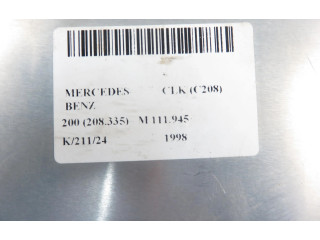 MERCEDES CLK (C208)
BENZ
200 (208.335) M 111.945
K/211/24 1998